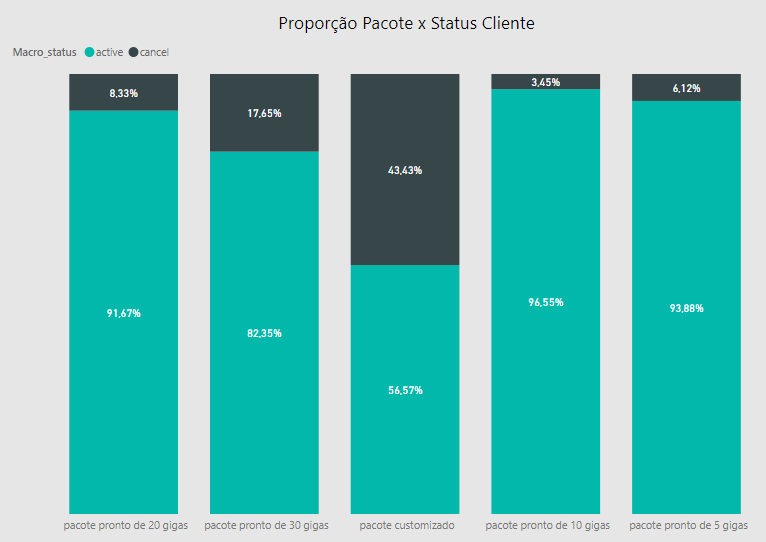 Proporção Pacote x Status Cliente
Macro_status active cancel
8,33% 17,65% 43,43% 3,45% 6,12%
91,67% 82,35% 56,57% 96,55% 93,88%
pacote pronto de 20 gigas pacote pronto de 30 gigas pacote customizado pacote pronto de 10 gigas pacote pronto de 5 gigas